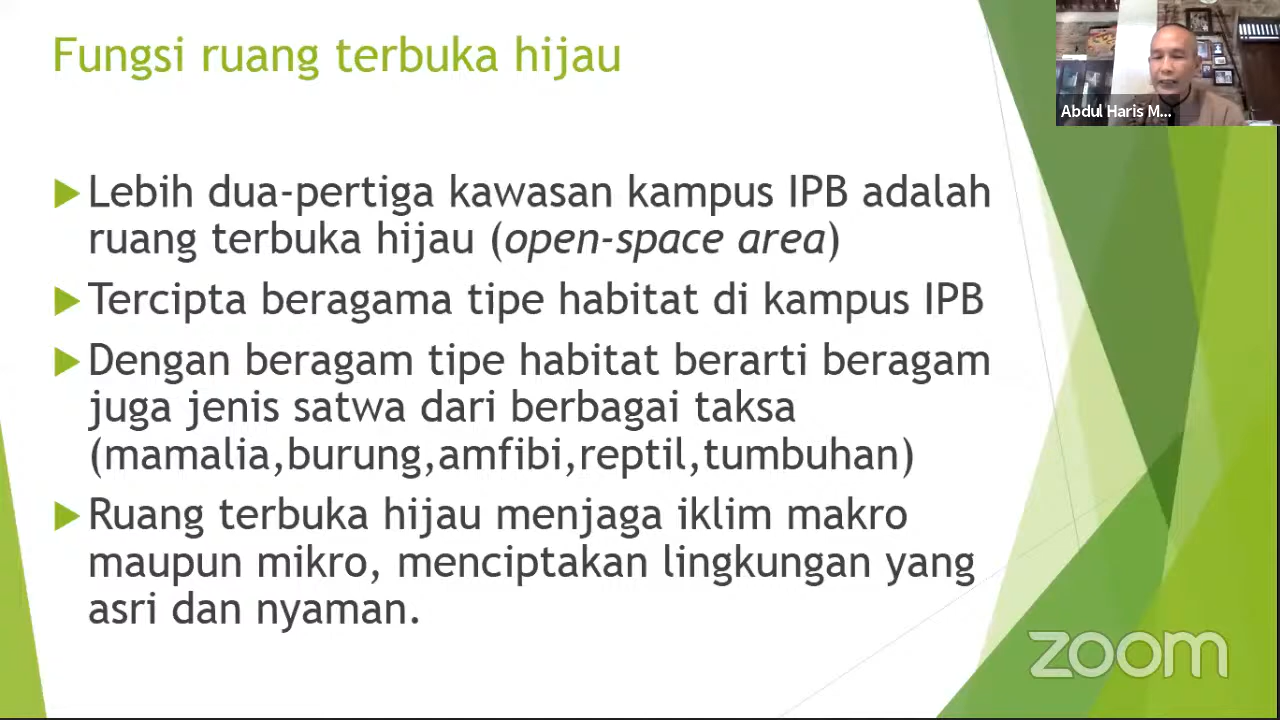 Fungsi ruang terbuka hijau
Abdul Haris M...
Lebih dua-pertiga kawasan kampus IPB adalah
ruang terbuka hijau (open-space area)
Tercipta beragama tipe habitat di kampus IPB
Dengan beragam tipe habitat berarti beragam
juga jenis satwa dari berbagai taksa
(mamalia,burung,amfibi,reptil,tumbuhan)
Ruang terbuka hijau menjaga iklim makro
maupun mikro, menciptakan lingkungan yang
asri dan nyaman.
zoom